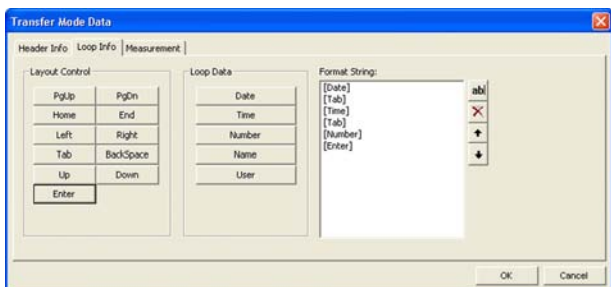 Transfer Mode Data
Header Info Loop Info Measurement
Layout Control
PgUp PgDn
Home End
Left Right
Tab BackSpace
Up Down
Enter
Loop Data
Date
Time
Number
Name
User
Format String:
[Date]
[Tab]
[Time]
[Tab]
[Number]
[Enter]
abl
OK Cancel